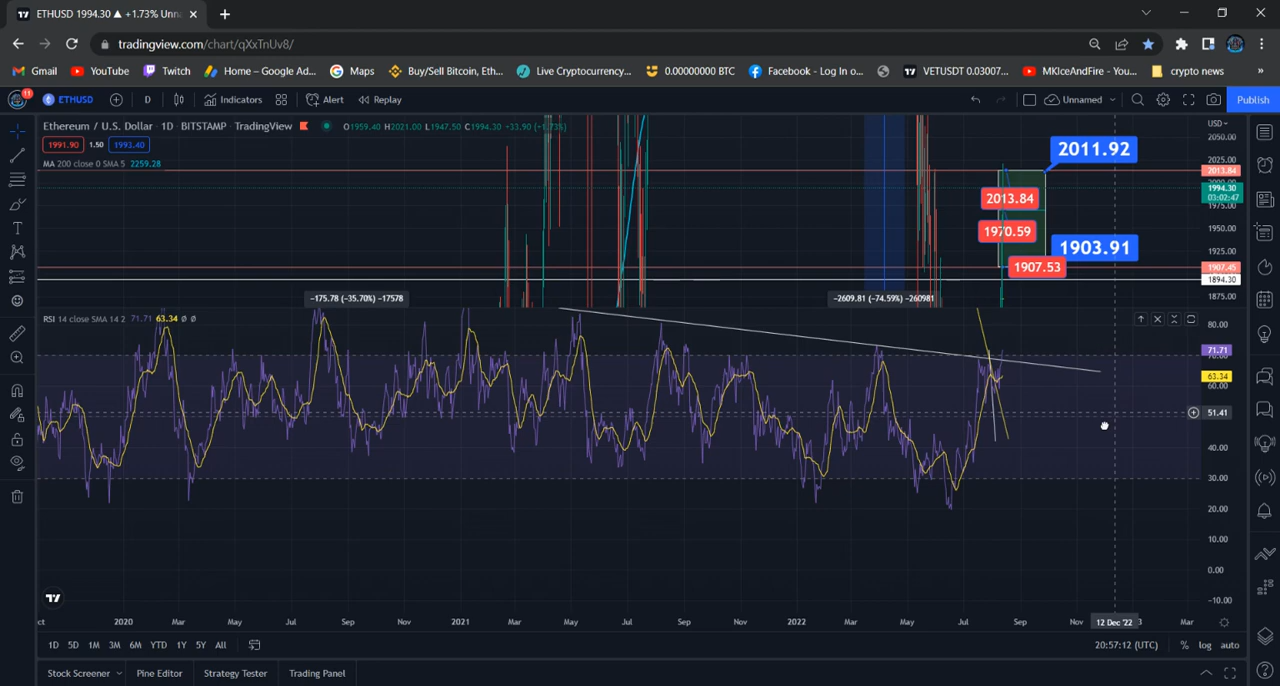 ETHUSD 1994.30 ▲ +1.73% Unna
tradingview.com/chart/qXxTnUv8/
Gmail YouTube Twitch Home – Google Ad... Maps Buy/Sell Bitcoin, Et... Live Cryptocurrency... 0.00000000 BTC Facebook - Log In o... VETUSDT 0.03007... MKIceAndFire - You... crypto news »
11 ETHUSD D Indicators Alert Replay Unnamed Publish
Ethereum / U.S. Dollar · 1D · BITSTAMP · TradingView O1959.40 H2021.00 L1947.50 C1994.30 +33.90 (+1.73%)
1991.90 1.50 1993.40
MA 200 close 0 SMA 5 2259.28
USD
2050.00
2025.00
2013.84
1994.30
03:02:47
1975.00
1950.00
1925.00
1907.45
1894.30
1875.00
2011.92
2013.84
1970.59
1903.91
1907.53
−175.78 (−35.70%) −17578
−2609.81 (−74.59%) −260981
RSI 14 close SMA 14 2 71.71 63.34 ∅ ∅
80.00
71.71
63.34
60.00
51.41
40.00
30.00
20.00
10.00
0.00
−10.00
ct 2020 Mar May Jul Sep Nov 2021 Mar May Jul Sep Nov 2022 Mar May Jul Sep Nov 12 Dec '22 3 Mar
1D 5D 1M 3M 6M YTD 1Y 5Y All 20:57:12 (UTC) % log auto
Stock Screener Pine Editor Strategy Tester Trading Panel